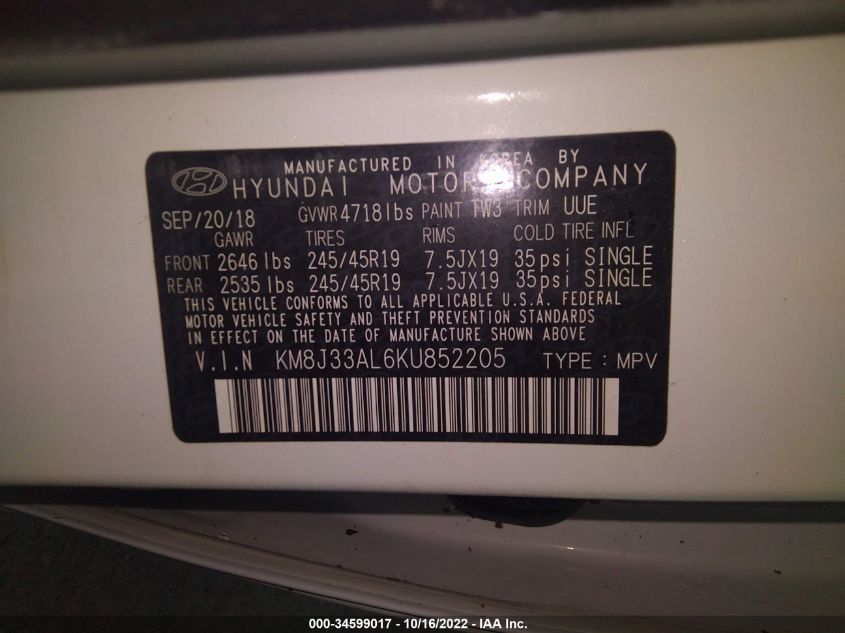 MANUFACTURED IN KOREA BY
HYUNDAI MOTOR COMPANY
SEP/20/18 GVWR 4718 lbs PAINT TW3 TRIM UUE
GAWR TIRES RIMS COLD TIRE INFL
FRONT 2646 lbs 245/45R19 7.5JX19 35psi SINGLE
REAR 2535 lbs 245/45R19 7.5JX19 35psi SINGLE
THIS VEHICLE CONFORMS TO ALL APPLICABLE U.S.A. FEDERAL
MOTOR VEHICLE SAFETY AND THEFT PREVENTION STANDARDS
IN EFFECT ON THE DATE OF MANUFACTURE SHOWN ABOVE
V.I.N KM8J33AL6KU852205 TYPE : MPV
000-34599017 - 10/16/2022 - IAA Inc.